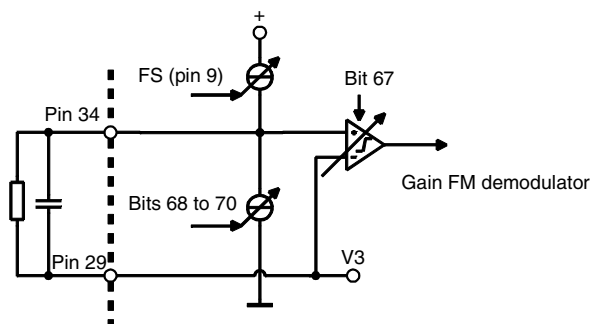 +
FS (pin 9)
Bit 67
Pin 34
+
-
Gain FM demodulator
Bits 68 to 70
Pin 29
V3